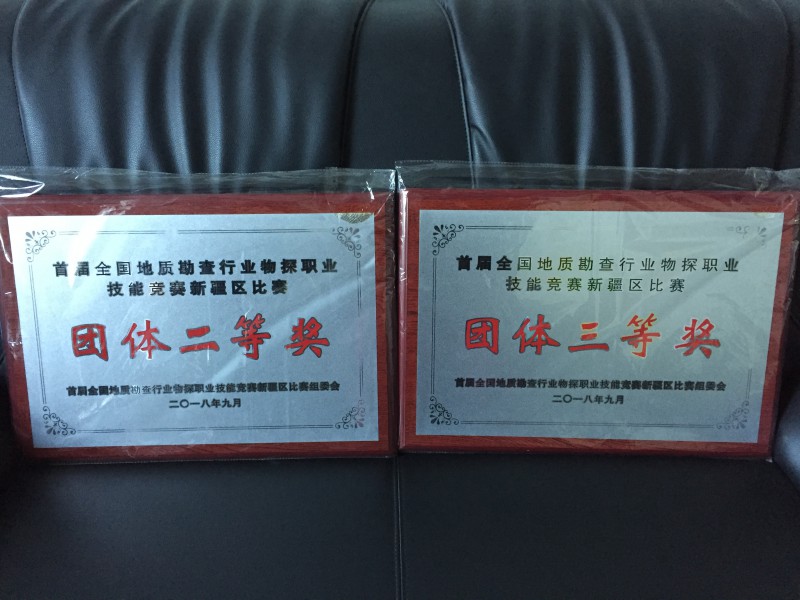 首届全国地质勘查行业物探职业
技能竞赛新疆区比赛
团体二等奖
首届全国地质勘查行业物探职业技能竞赛新疆区比赛组委会
二〇一八年九月
首届全国地质勘查行业物探职业
技能竞赛新疆区比赛
团体三等奖
首届全国地质勘查行业物探职业技能竞赛新疆区比赛组委会
二〇一八年九月